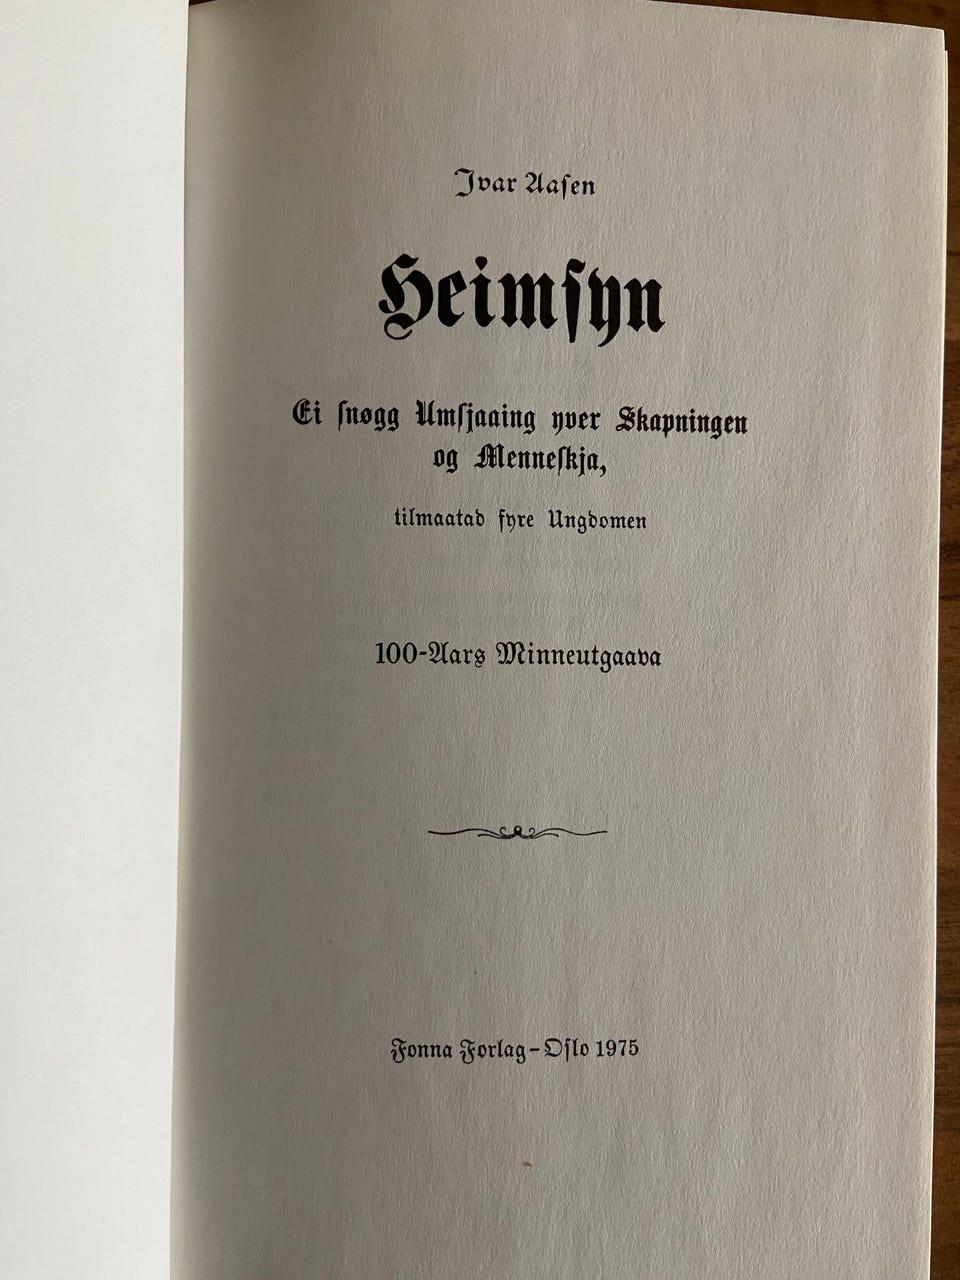 Ivar Aaſen
Heimſyn
Ei ſnøgg Umſjaaing yver Skapningen
og Menneſkja,
tilmaatad fyre Ungdomen
100-Aars Minneutgaava
Fonna Forlag – Oſlo 1975